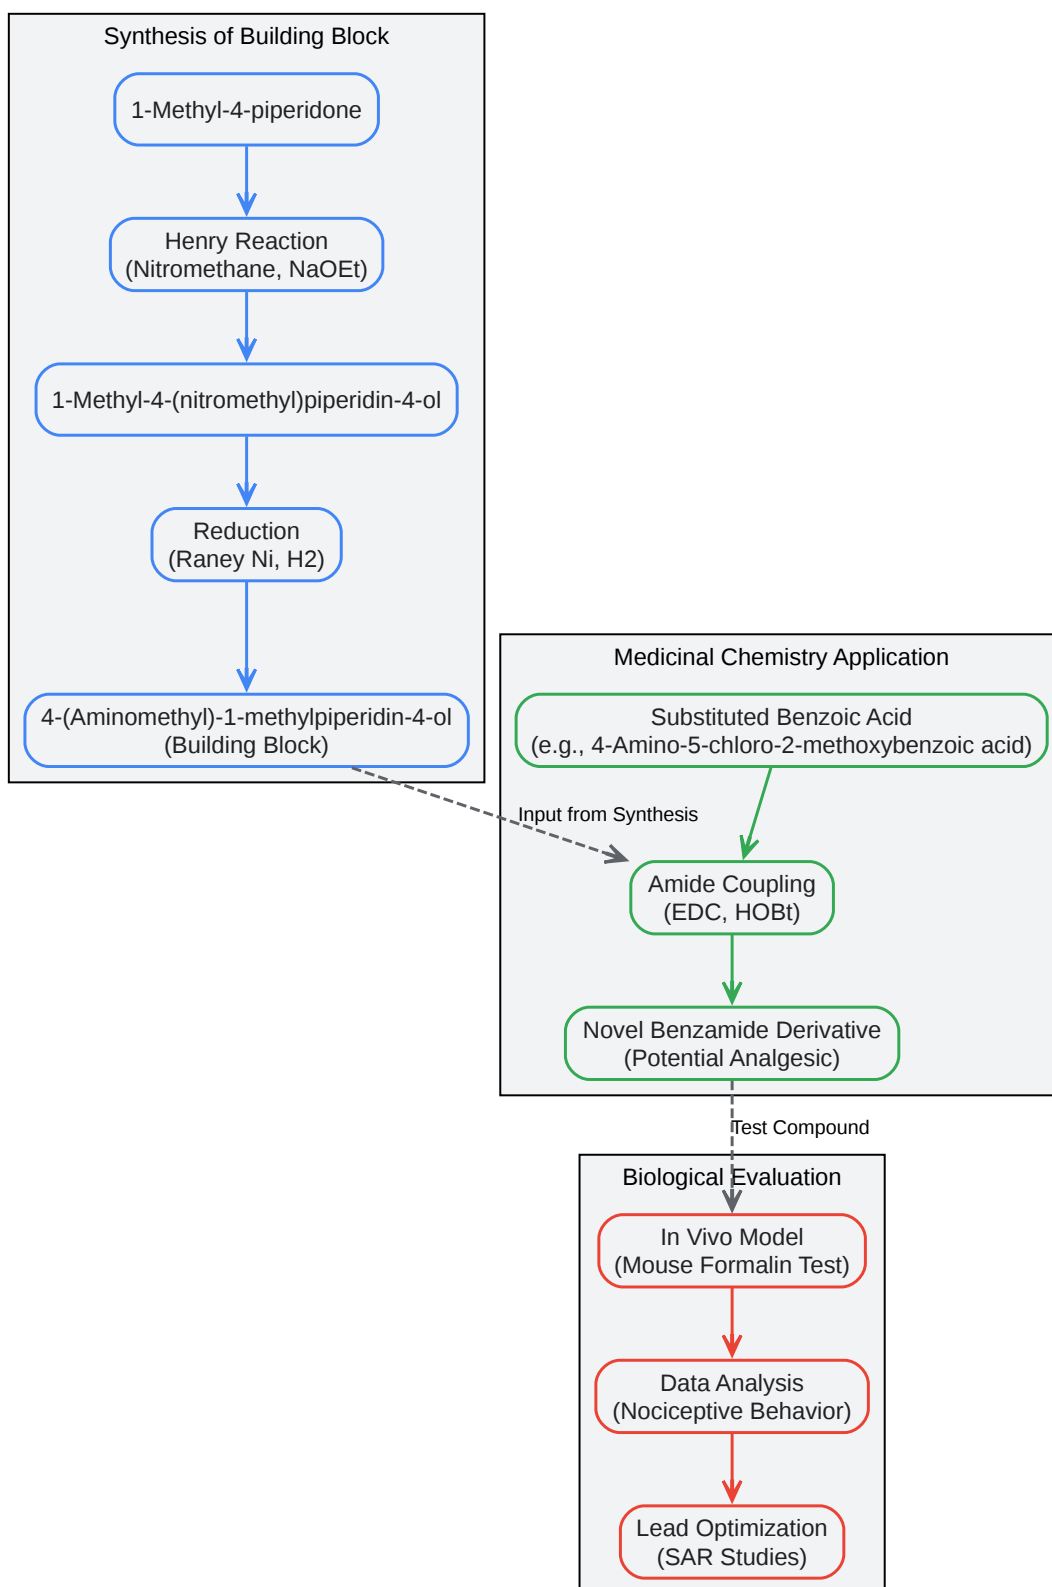 Synthesis of Building Block
1-Methyl-4-piperidone
Henry Reaction
(Nitromethane, NaOEt)
1-Methyl-4-(nitromethyl)piperidin-4-ol
Reduction
(Raney Ni, H2)
4-(Aminomethyl)-1-methylpiperidin-4-ol
(Building Block)
Medicinal Chemistry Application
Substituted Benzoic Acid
(e.g., 4-Amino-5-chloro-2-methoxybenzoic acid)
Input from Synthesis
Amide Coupling
(EDC, HOBt)
Novel Benzamide Derivative
(Potential Analgesic)
Test Compound
Biological Evaluation
In Vivo Model
(Mouse Formalin Test)
Data Analysis
(Nociceptive Behavior)
Lead Optimization
(SAR Studies)